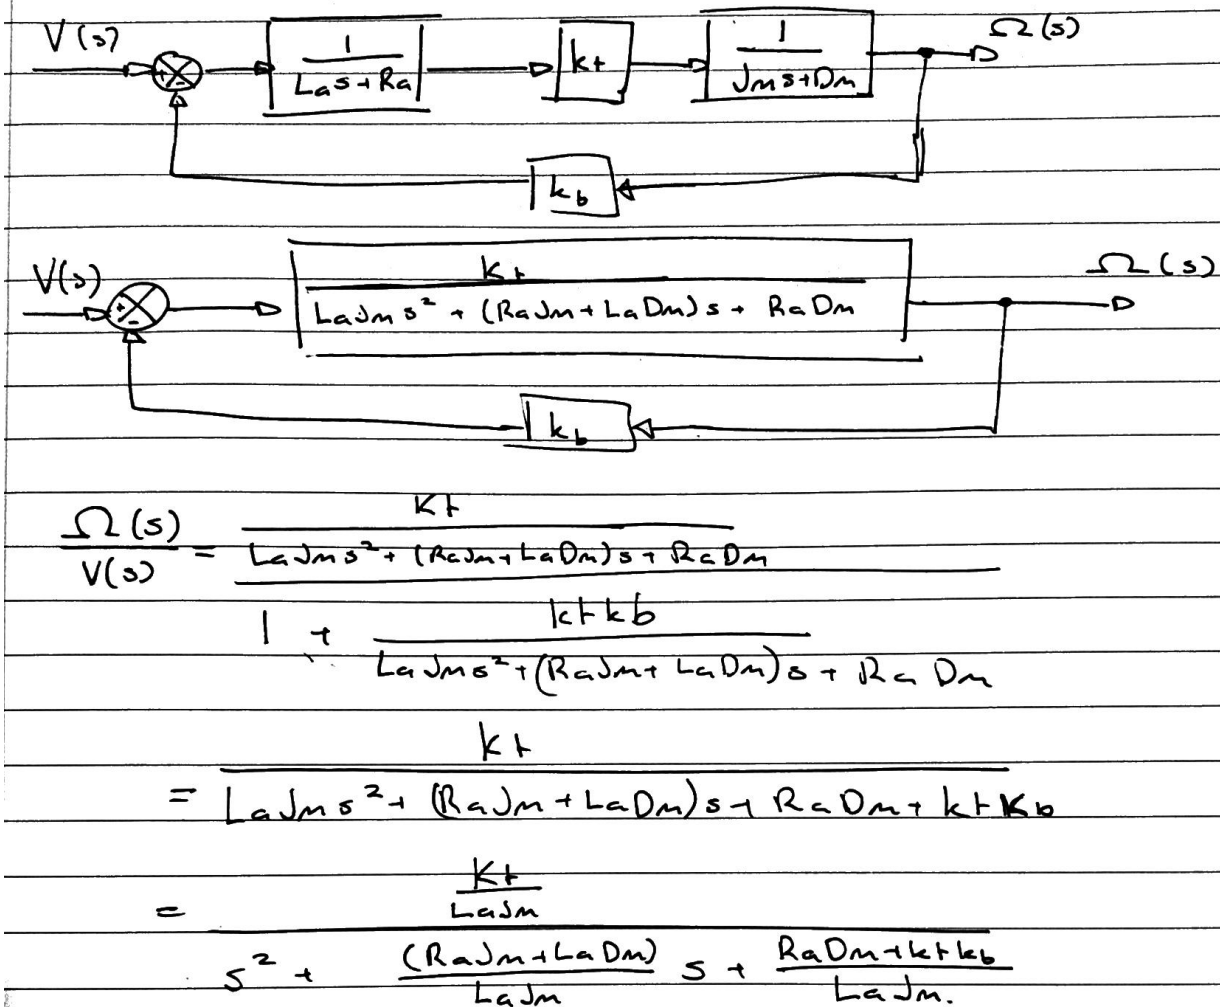 V(s) + - 1/(Las+Ra) kt 1/(Jms+Dm) Ω(s)
kb
V(s) + - Kt/(LaJms² + (RaJm+LaDm)s + RaDm) Ω(s)
kb
Ω(s)/V(s) = Kt/(LaJms² + (RaJm+LaDm)s + RaDm)
1 + ktkb/(LaJms² + (RaJm+LaDm)s + RaDm)
= kt/(LaJms² + (RaJm+LaDm)s + RaDm + ktKb)
= Kt/LaJm
s² + (RaJm+LaDm)/LaJm s + RaDm+ktkb/LaJm.